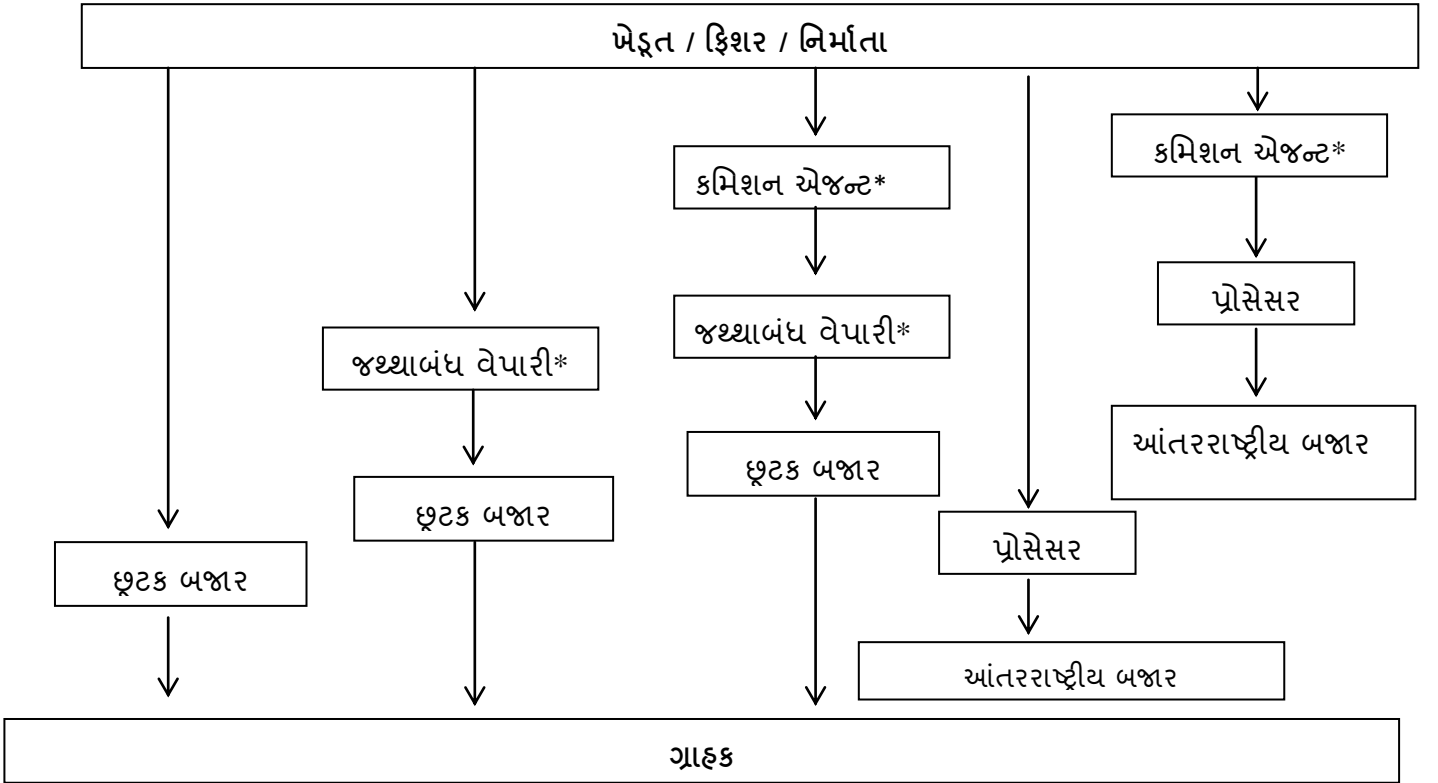 ખેડૂત / ફિશર / નિર્માતા
કમિશન એજન્ટ*
કમિશન એજન્ટ*
પ્રોસેસર
જથ્થાબંધ વેપારી*
જથ્થાબંધ વેપારી*
આંતરરાષ્ટ્રીય બજાર
છૂટક બજાર
છૂટક બજાર
પ્રોસેસર
છૂટક બજાર
આંતરરાષ્ટ્રીય બજાર
ગ્રાહક